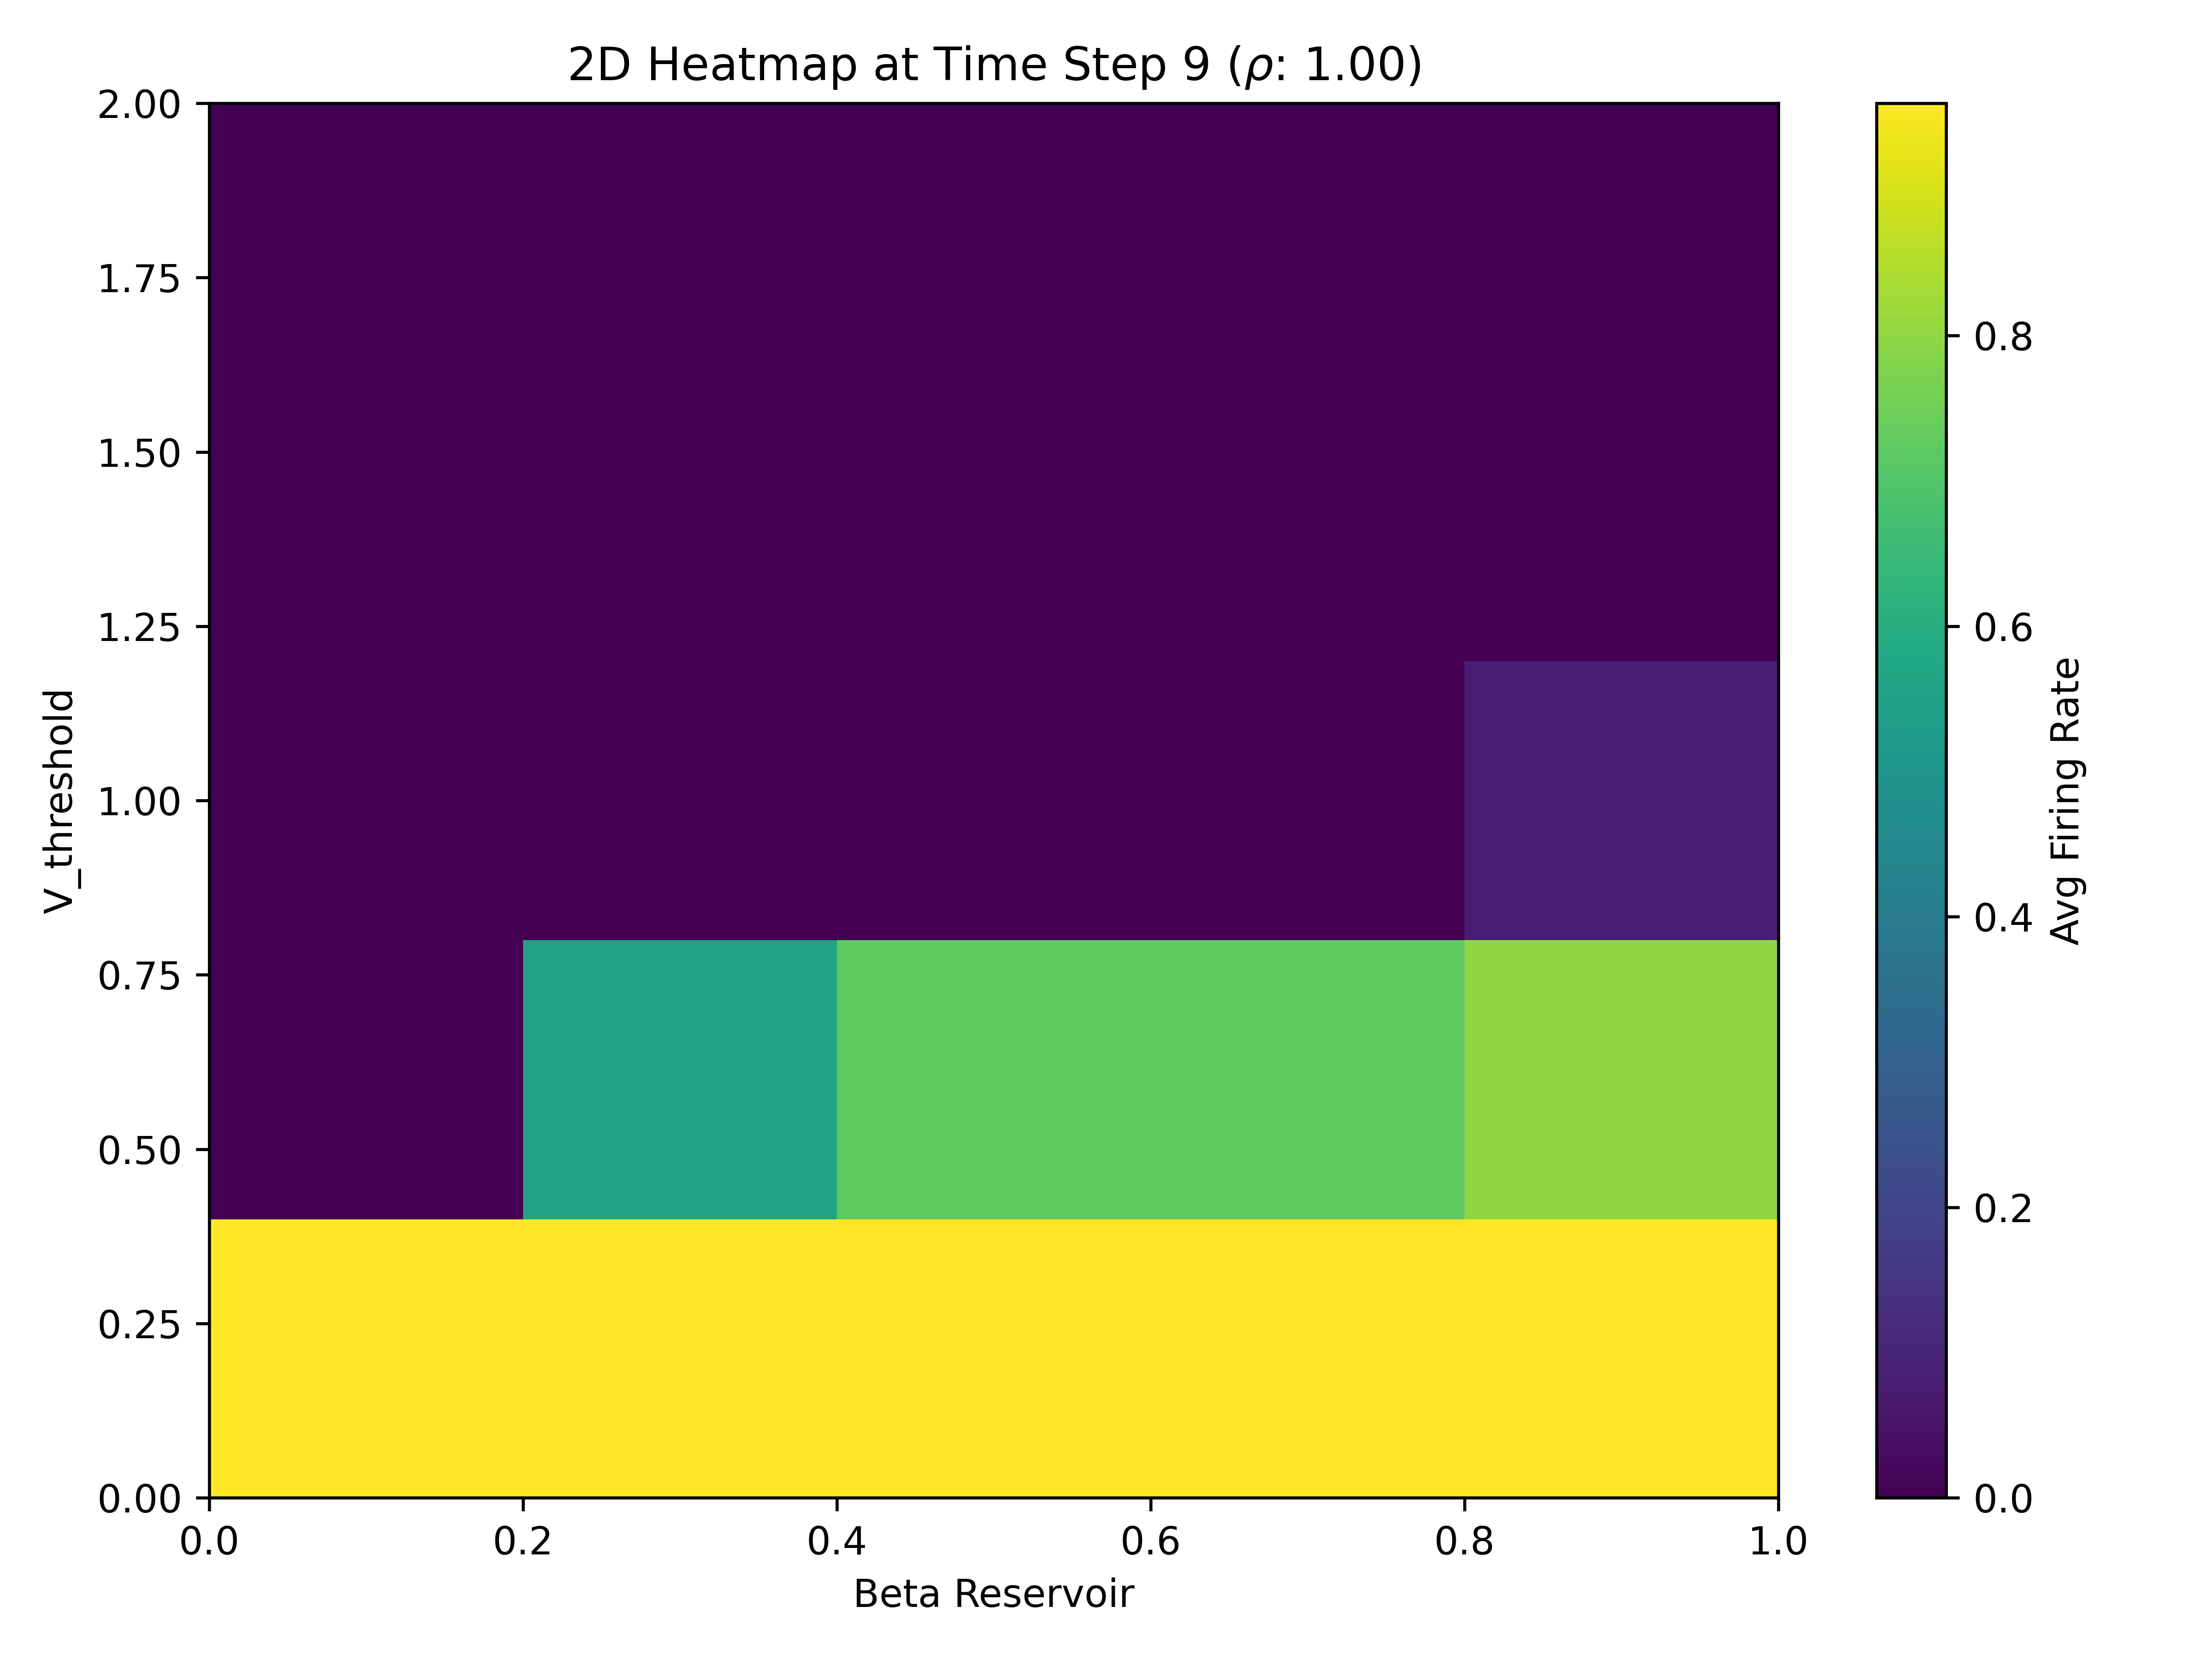 2D Heatmap at Time Step 9 (ρ: 1.00)
2.00
1.75
1.50
1.25
1.00
0.75
0.50
0.25
0.00
V_threshold
0.0 0.2 0.4 0.6 0.8 1.0
Beta Reservoir
0.8
0.6
0.4
0.2
0.0
Avg Firing Rate